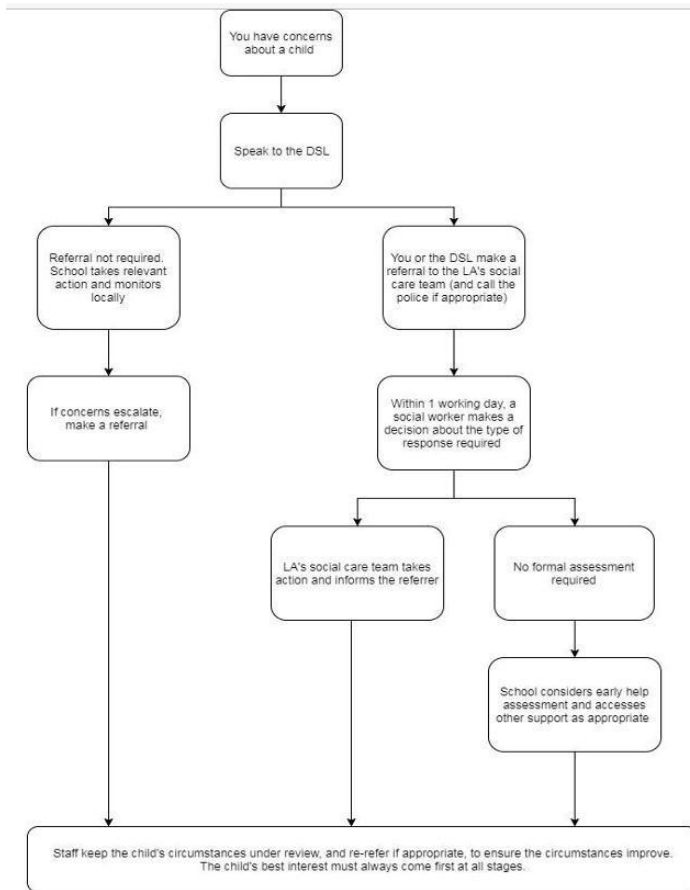 You have concerns
about a child
Speak to the DSL
Referral not required.
School takes relevant
action and monitors
locally
You or the DSL make a
referral to the LA's social
care team (and call the
police if appropriate)
If concerns escalate,
make a referral
Within 1 working day, a
social worker makes a
decision about the type of
response required
LA's social care team takes
action and informs the referrer
No formal assessment
required
School considers early help
assessment and accesses
other support as appropriate
Staff keep the child's circumstances under review, and re-refer if appropriate, to ensure the circumstances improve.
The child's best interest must always come first at all stages.